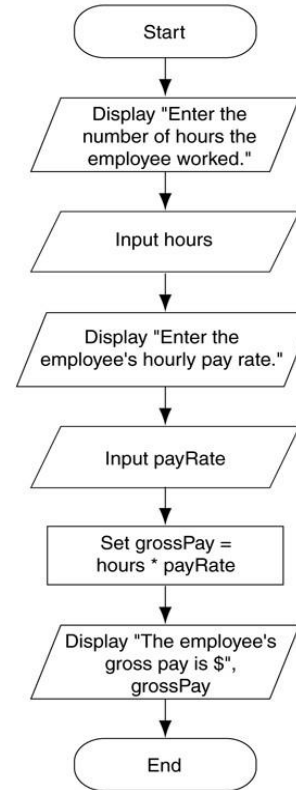 Start
Display "Enter the
number of hours the
employee worked."
Input hours
Display "Enter the
employee's hourly pay rate."
Input payRate
Set grossPay =
hours * payRate
Display "The employee's
gross pay is $",
grossPay
End